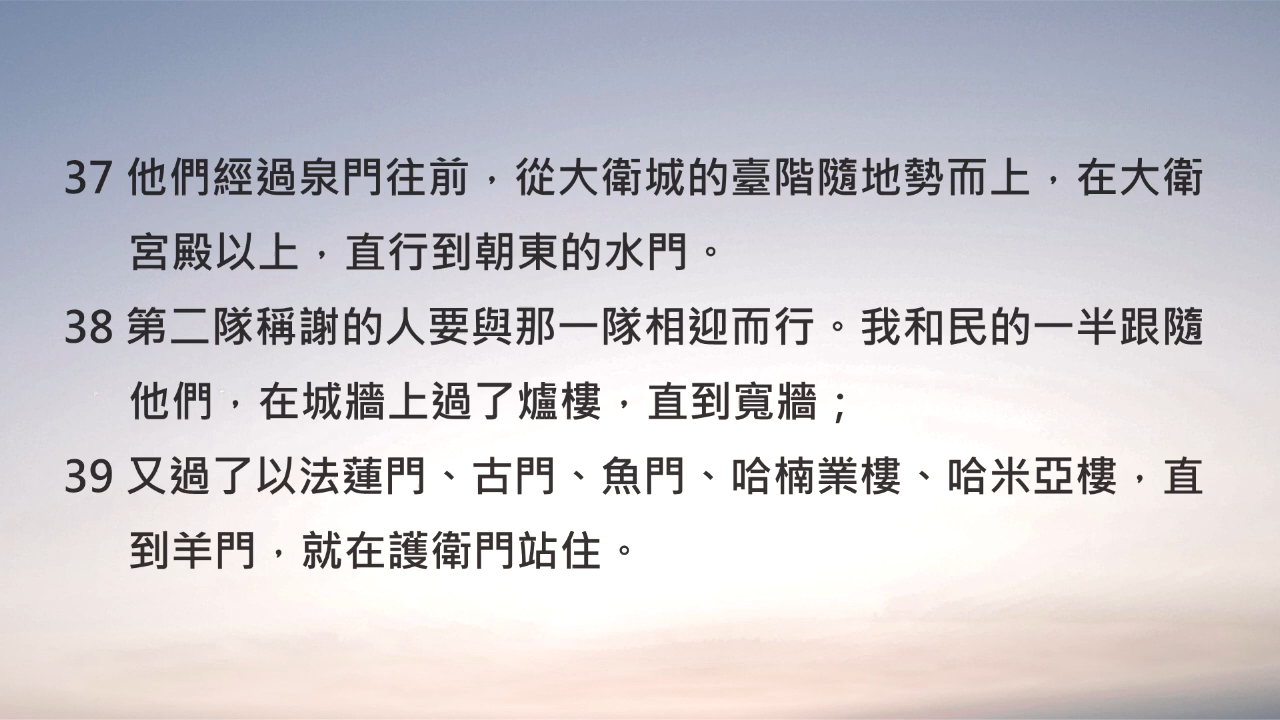 37 他們經過泉門往前，從大衛城的臺階隨地勢而上，在大衛
宮殿以上，直行到朝東的水門。
38 第二隊稱謝的人要與那一隊相迎而行。我和民的一半跟隨
他們，在城牆上過了爐樓，直到寬牆；
39 又過了以法蓮門、古門、魚門、哈楠業樓、哈米亞樓，直
到羊門，就在護衛門站住。